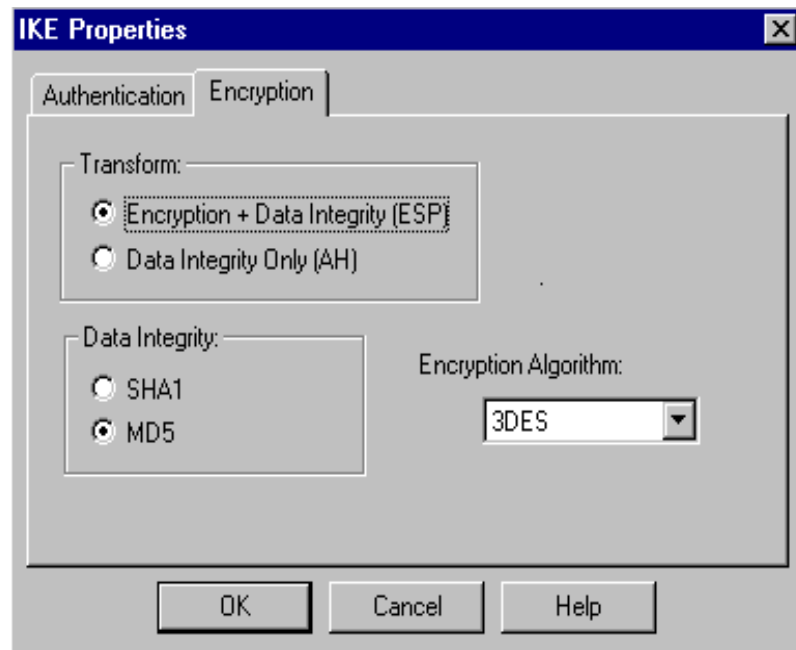 IKE Properties
Authentication
Encryption
Transform:
Encryption + Data Integrity (ESP)
Data Integrity Only (AH)
Data Integrity:
SHA1
MD5
Encryption Algorithm:
3DES
OK
Cancel
Help